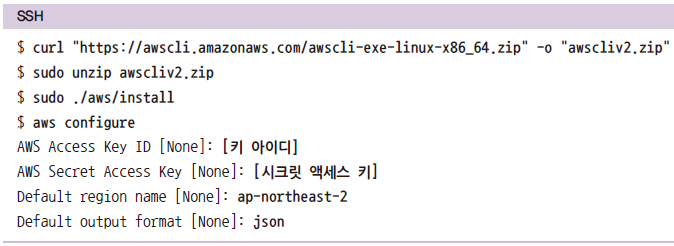 SSH
$ curl "https://awscli.amazonaws.com/awscli-exe-linux-x86_64.zip" -o "awscliv2.zip"
$ sudo unzip awscliv2.zip
$ sudo ./aws/install
$ aws configure
AWS Access Key ID [None]: [키 아이디]
AWS Secret Access Key [None]: [시크릿 액세스 키]
Default region name [None]: ap-northeast-2
Default output format [None]: json